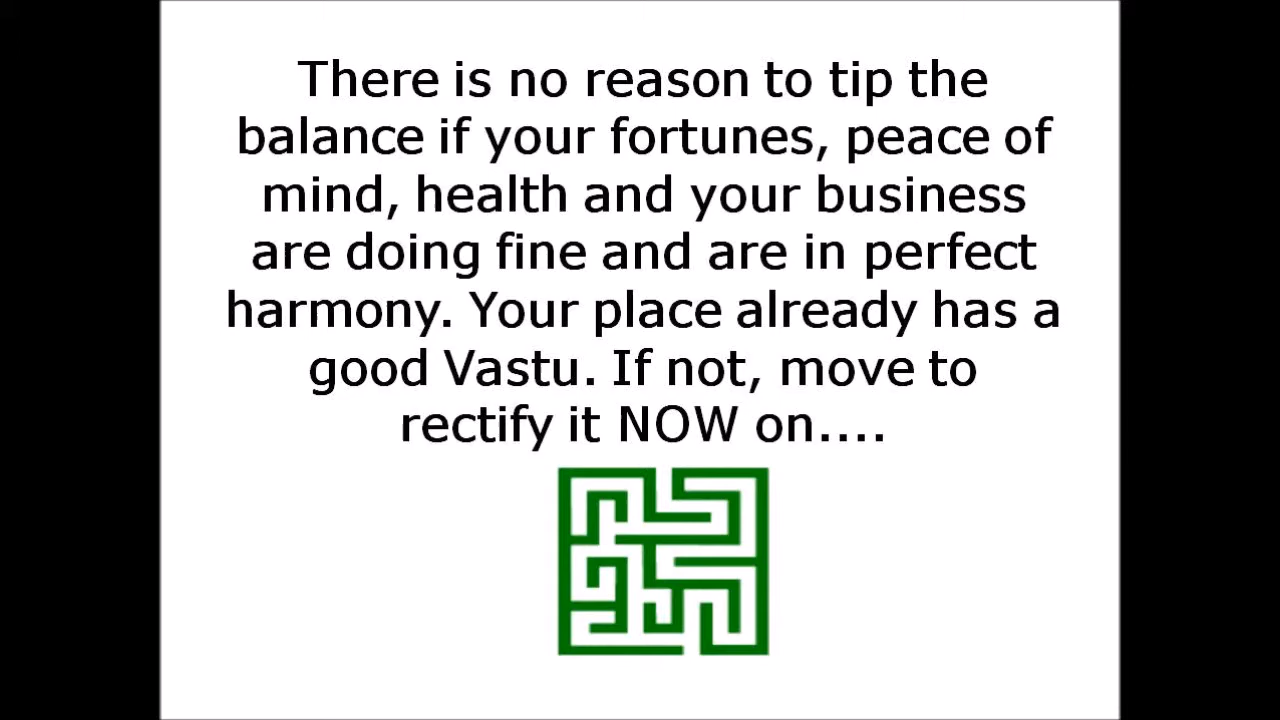 There is no reason to tip the
balance if your fortunes, peace of
mind, health and your business
are doing fine and are in perfect
harmony. Your place already has a
good Vastu. If not, move to
rectify it NOW on....